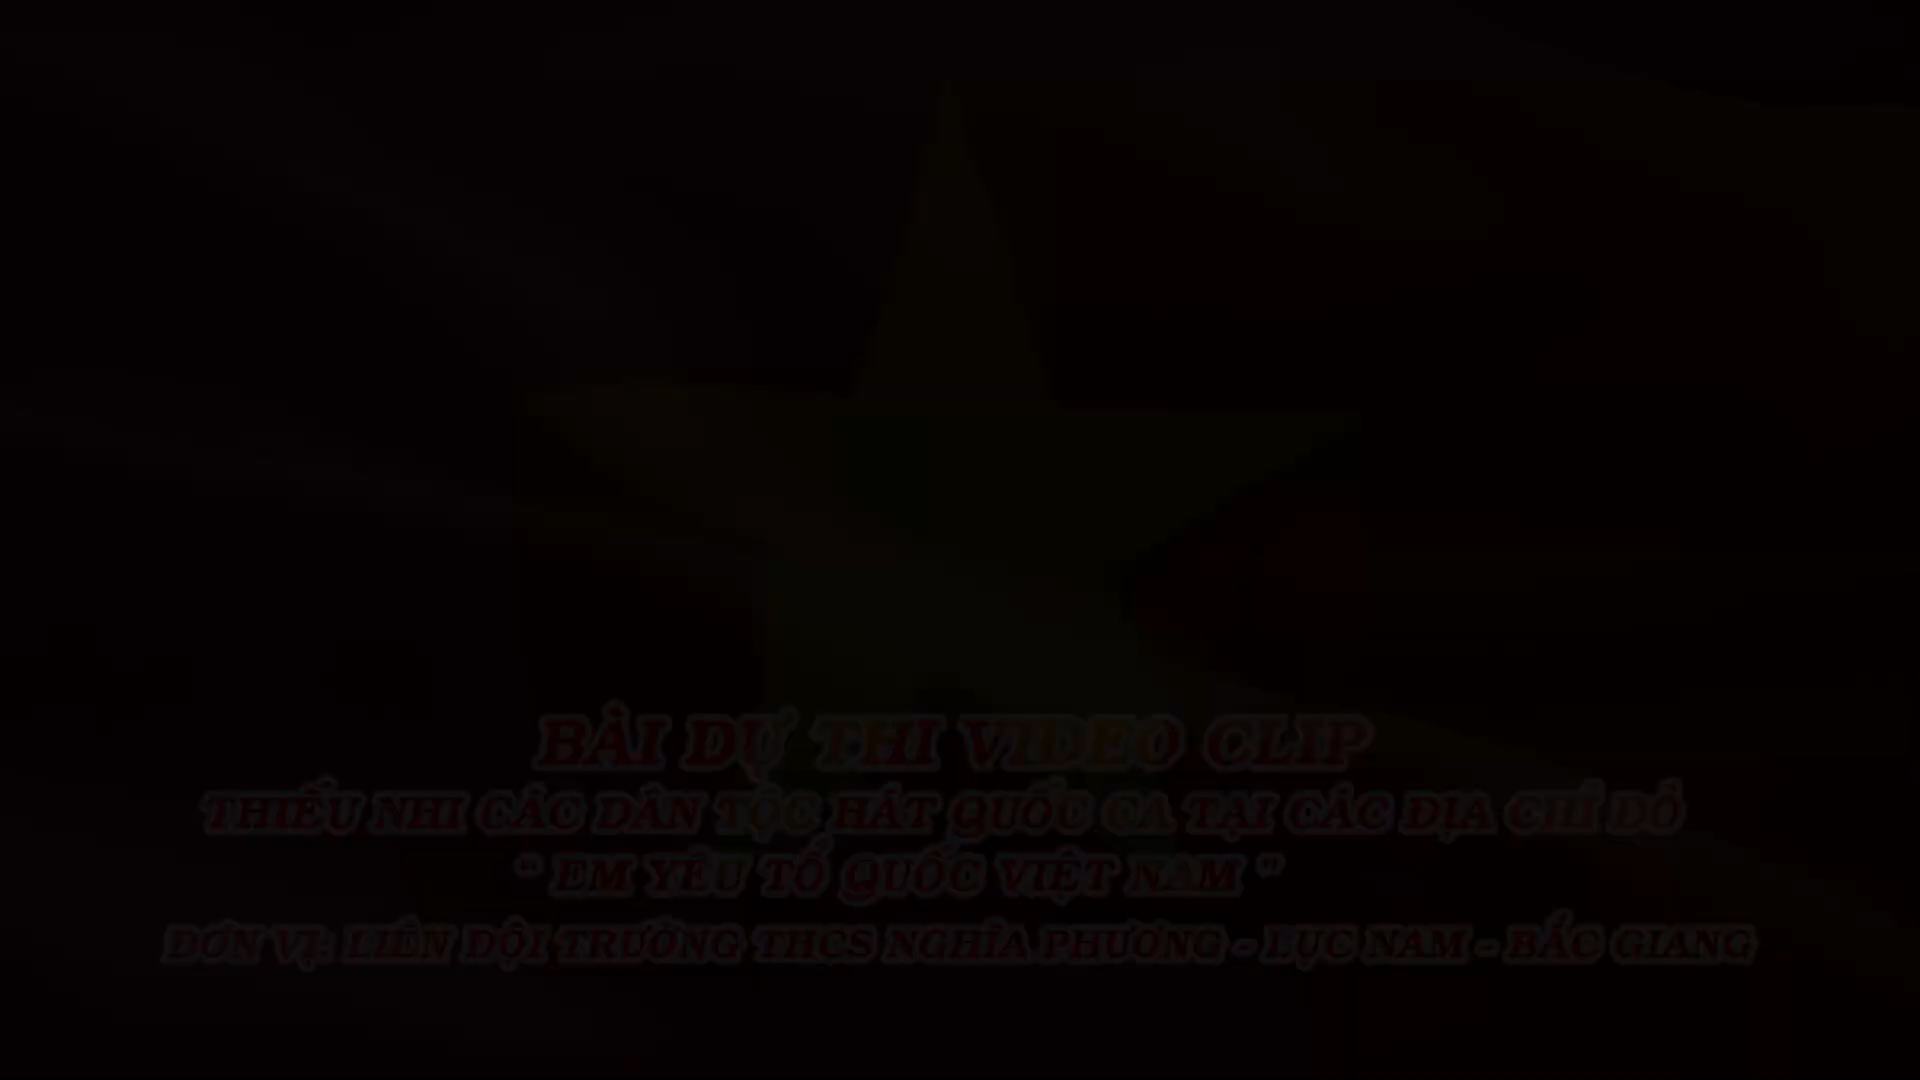 BÀI DỰ THI VIDEO CLIP
THIẾU NHI CÁC DÂN TỘC HÁT QUỐC CA TẠI CÁC ĐỊA CHỈ ĐỎ
" EM YÊU TỔ QUỐC VIỆT NAM "
ĐƠN VỊ: LIÊN ĐỘI TRƯỜNG THCS NGHĨA PHƯƠNG - LỤC NAM - BẮC GIANG